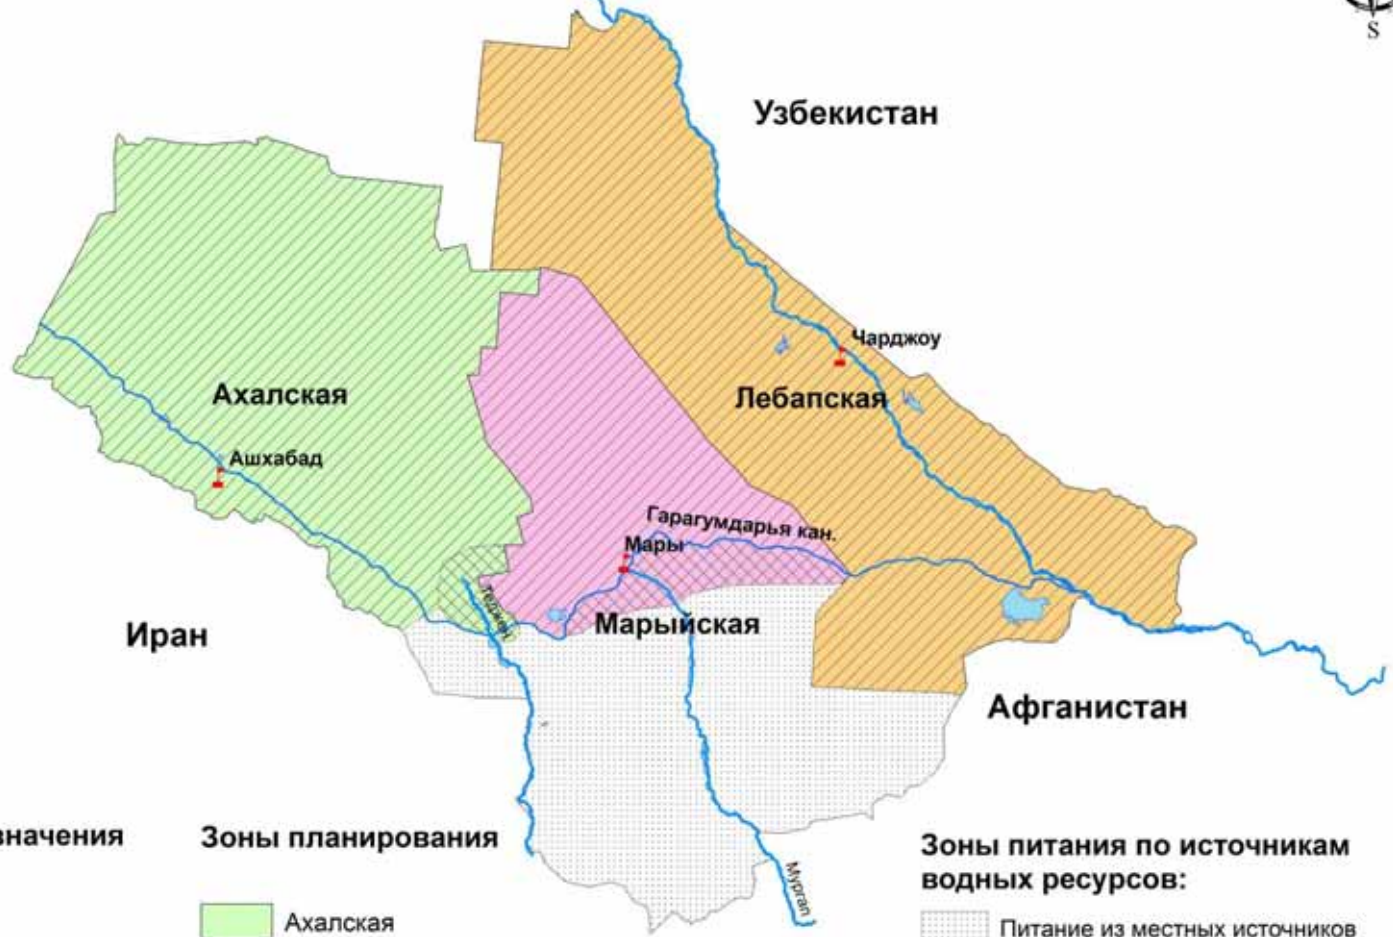 S
Узбекистан
Чарджоу
Ахалская
Лебапская
Ашхабад
Гарагумдарья кан.
Мары
Теджен
Марыйская
Иран
Афганистан
значения
Зоны планирования
Зоны питания по источникам
водных ресурсов:
Мургап
Ахалская
Питание из местных источников